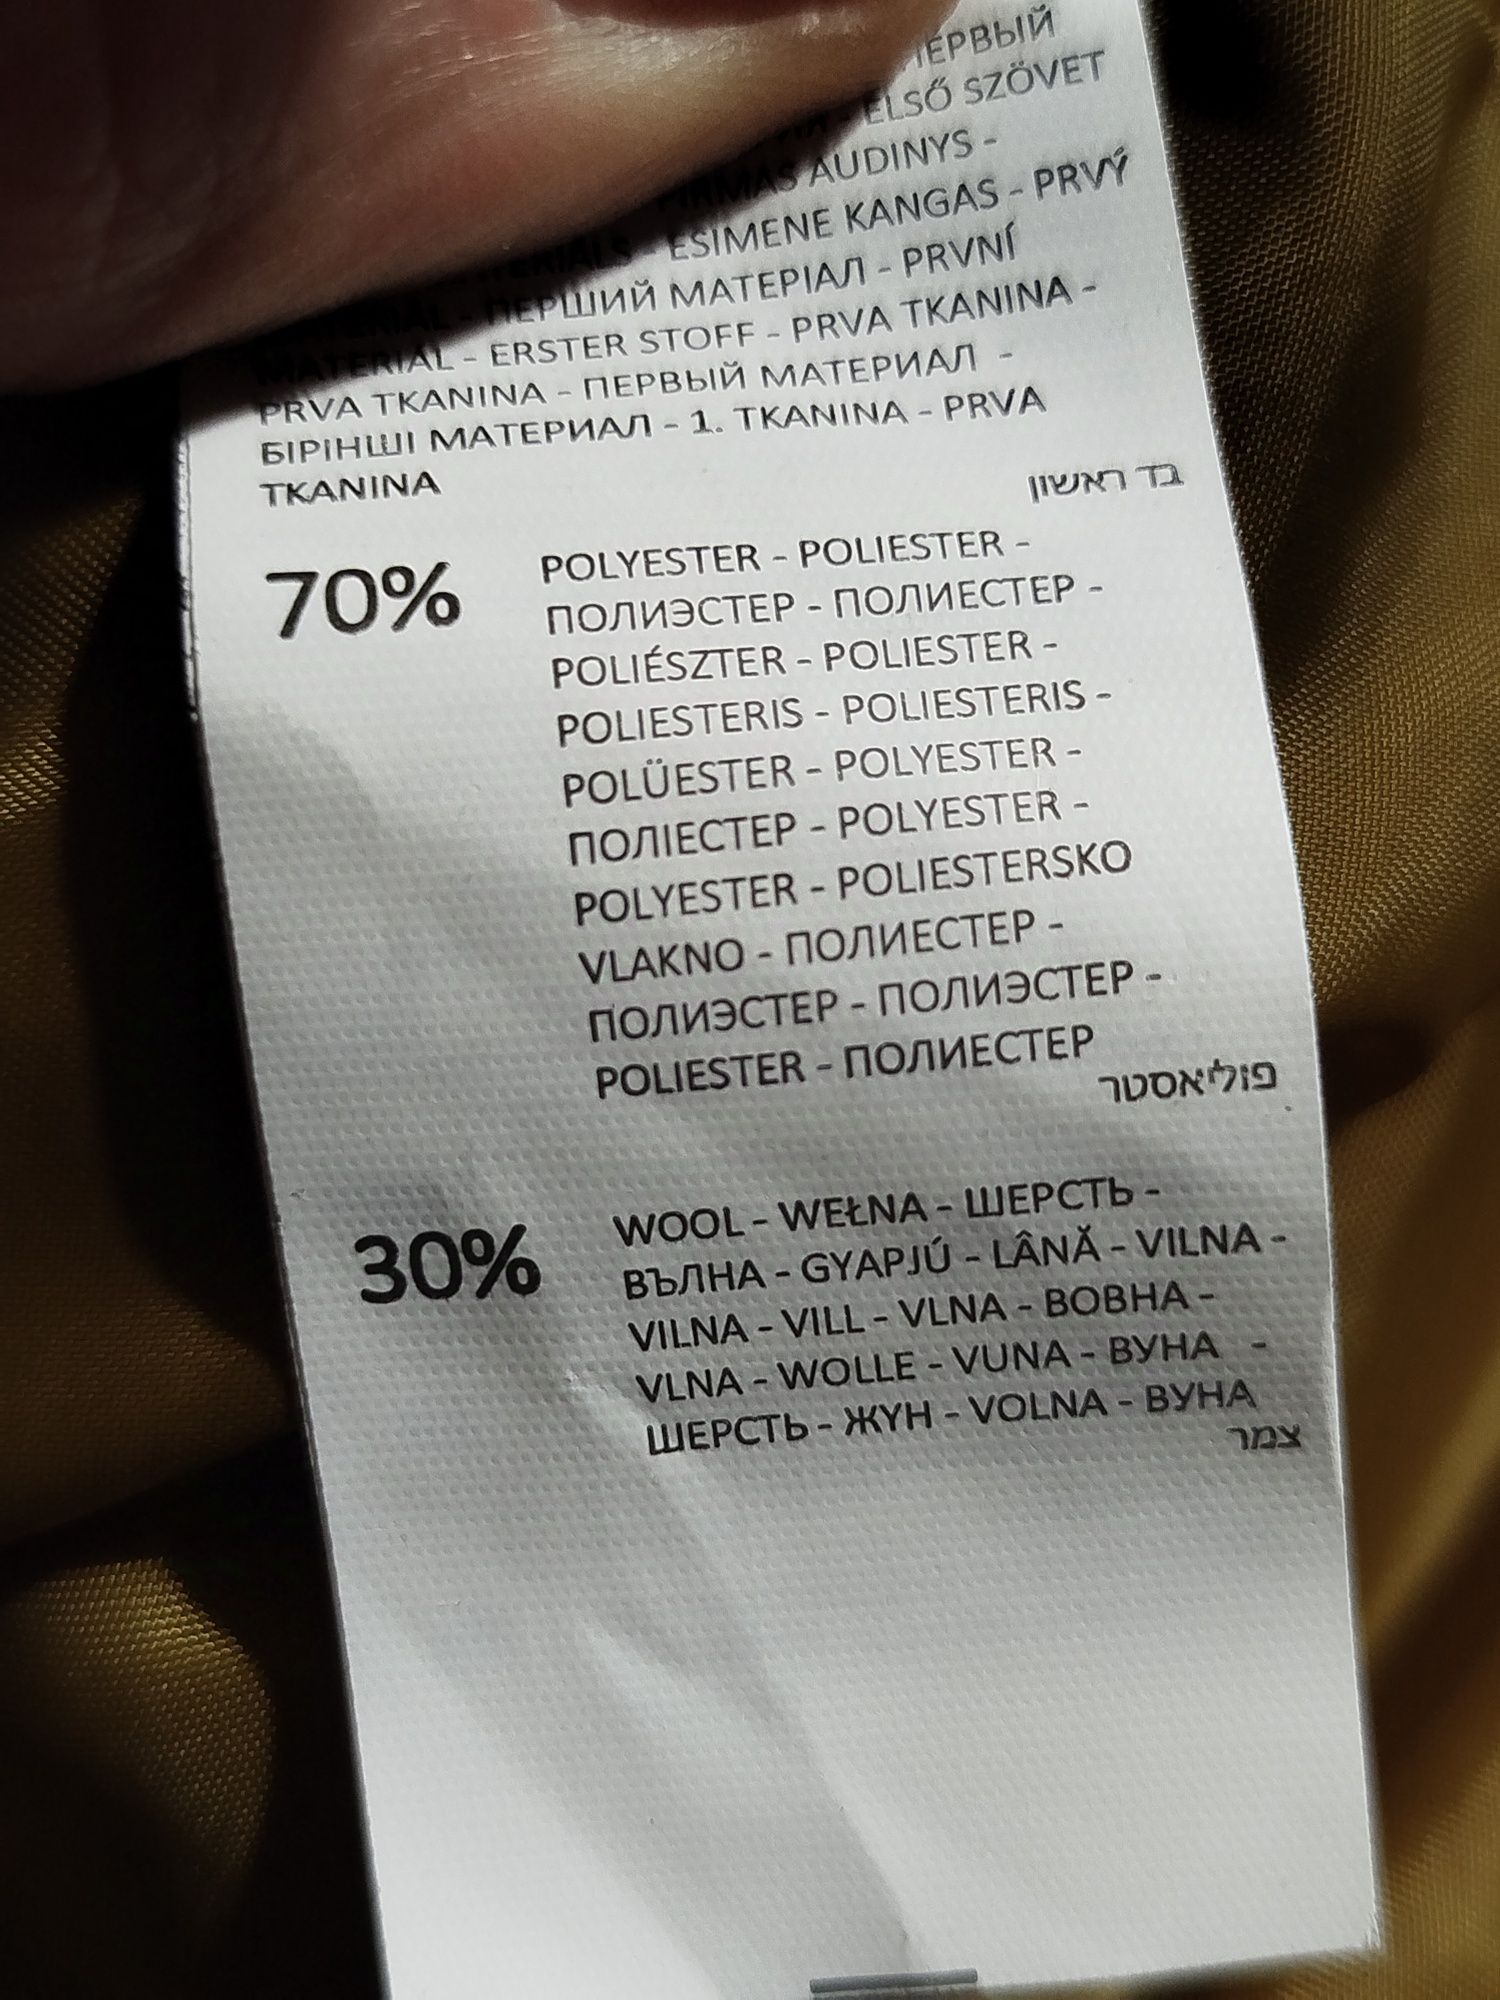 ELSŐ SZÖVET
AUDINYS -
ESIMENE KANGAS - PRVÝ
ПЕРШИЙ МАТЕРІАЛ - PRVNÍ
MATERIÁL - ERSTER STOFF - PRVA TKANINA -
PRVA TKANINA - ПЕРВЫЙ МАТЕРИАЛ -
БІРІНШІ МАТЕРИАЛ - 1. TKANINA - PRVA
TKANINA
בד ראשון
70% POLYESTER - POLIESTER -
ПОЛИЭСТЕР - ПОЛИЕСТЕР -
POLIÉSZTER - POLIESTER -
POLIESTERIS - POLIESTERIS -
POLÜESTER - POLYESTER -
ПОЛІЕСТЕР - POLYESTER -
POLYESTER - POLIESTERSKO
VLAKNO - ПОЛИЕСТЕР -
ПОЛИЭСТЕР - ПОЛИЭСТЕР -
POLIESTER - ПОЛИЕСТЕР
פוליאסטר
30% WOOL - WEŁNA - ШЕРСТЬ -
ВЪЛНА - GYAPJÚ - LÂNĂ - VILNA -
VILNA - VILL - VLNA - ВОВНА -
VLNA - WOLLE - VUNA - ВУНА -
ШЕРСТЬ - ЖҮН - VOLNA - ВУНА
צמר